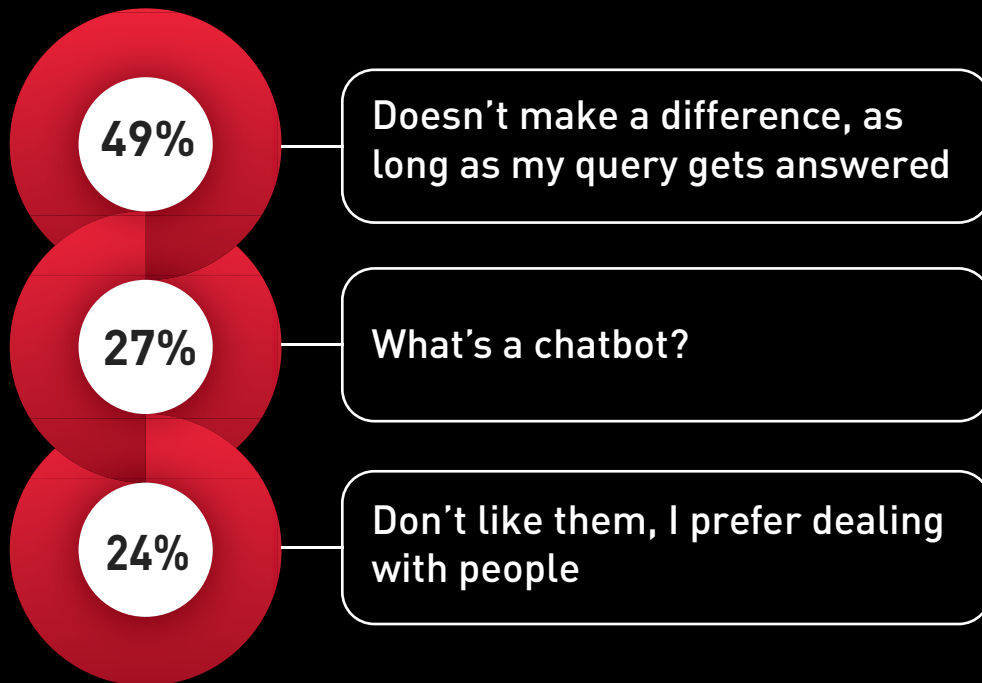 49%
Doesn’t make a difference, as
long as my query gets answered
27%
What’s a chatbot?
24%
Don’t like them, I prefer dealing
with people